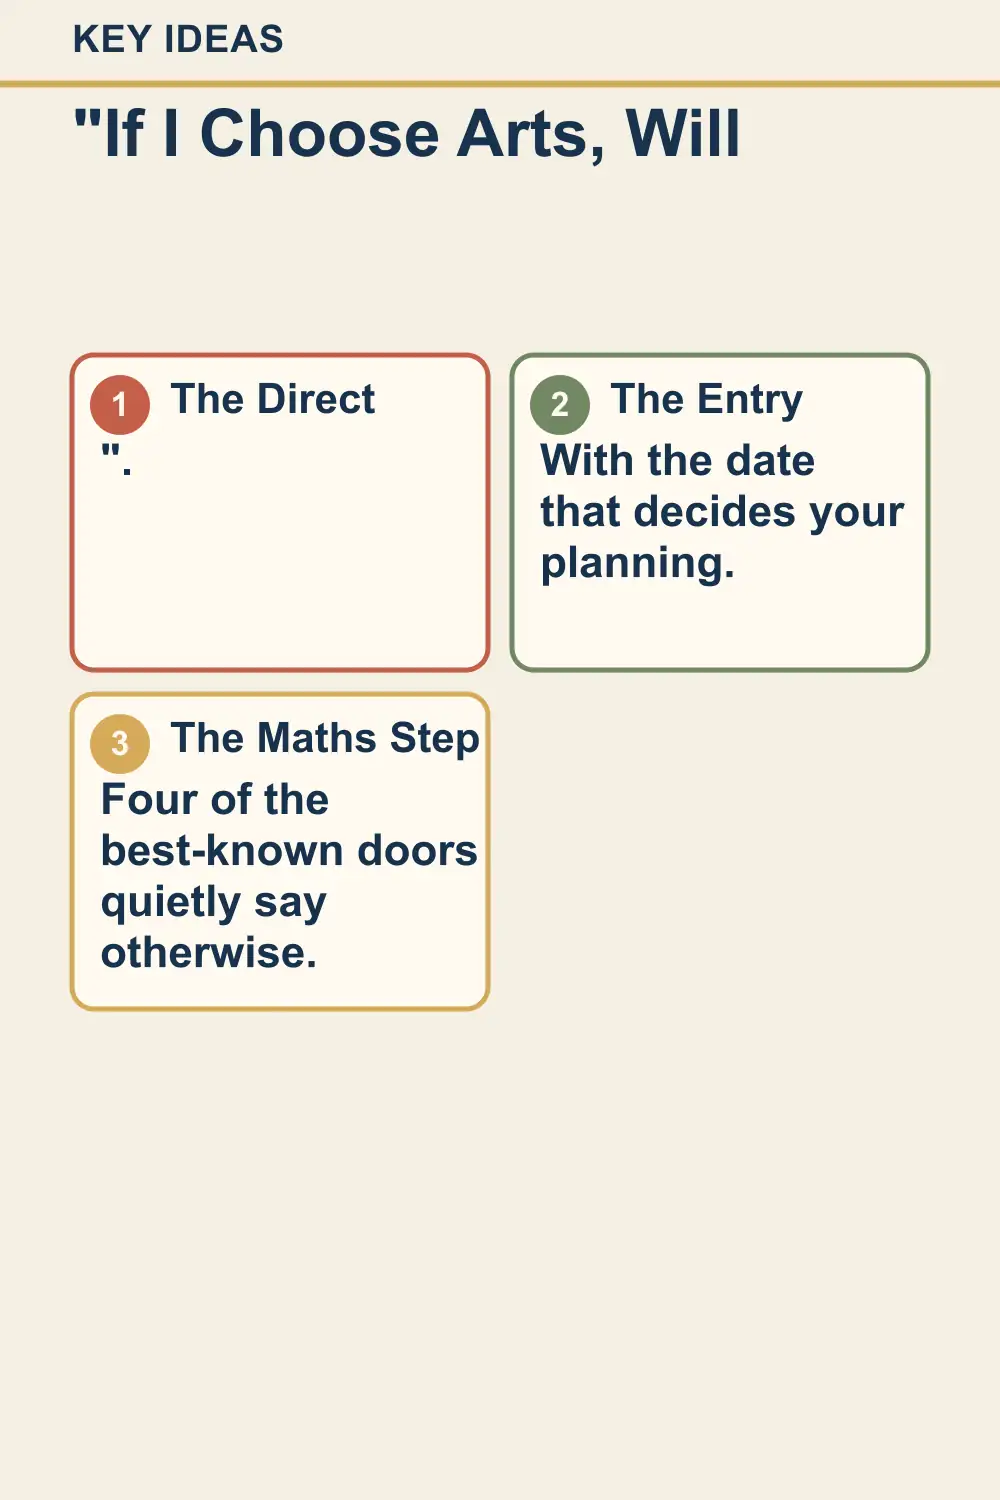 KEY IDEAS
"If I Choose Arts, Will
1 The Direct
".
2 The Entry
With the date
that decides your
planning.
3 The Maths Step
Four of the
best-known doors
quietly say
otherwise.